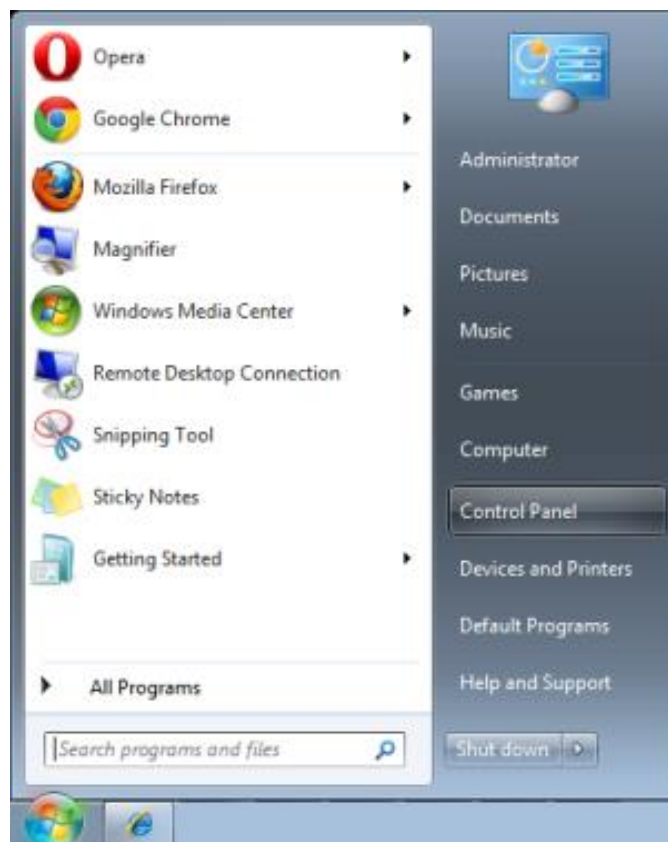 Opera
Google Chrome
Mozilla Firefox
Magnifier
Windows Media Center
Remote Desktop Connection
Snipping Tool
Sticky Notes
Getting Started
All Programs
Search programs and files
Administrator
Documents
Pictures
Music
Games
Computer
Control Panel
Devices and Printers
Default Programs
Help and Support
Shut down